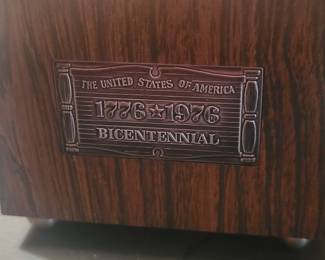 THE UNITED STATES OF AMERICA
1776★1976
BICENTENNIAL